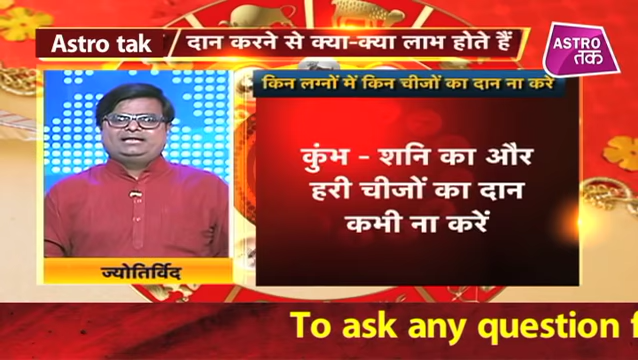 Astro tak
दान करने से क्या-क्या लाभ होते हैं
ASTRO
तक
किन लग्नों में किन चीजों का दान ना करें
कुंभ - शनि का और
हरी चीजों का दान
कभी ना करें
ज्योतिर्विद
To ask any question f